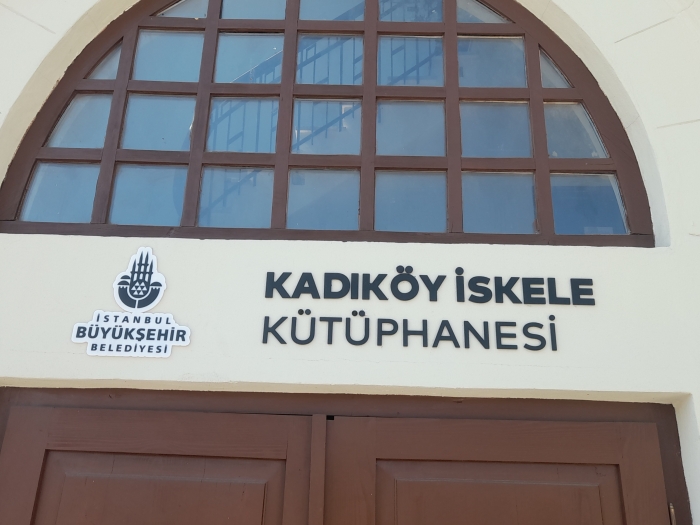 KADIKÖY İSKELE
KÜTÜPHANESİ
İSTANBUL
BÜYÜKŞEHİR
BELEDİYESİ